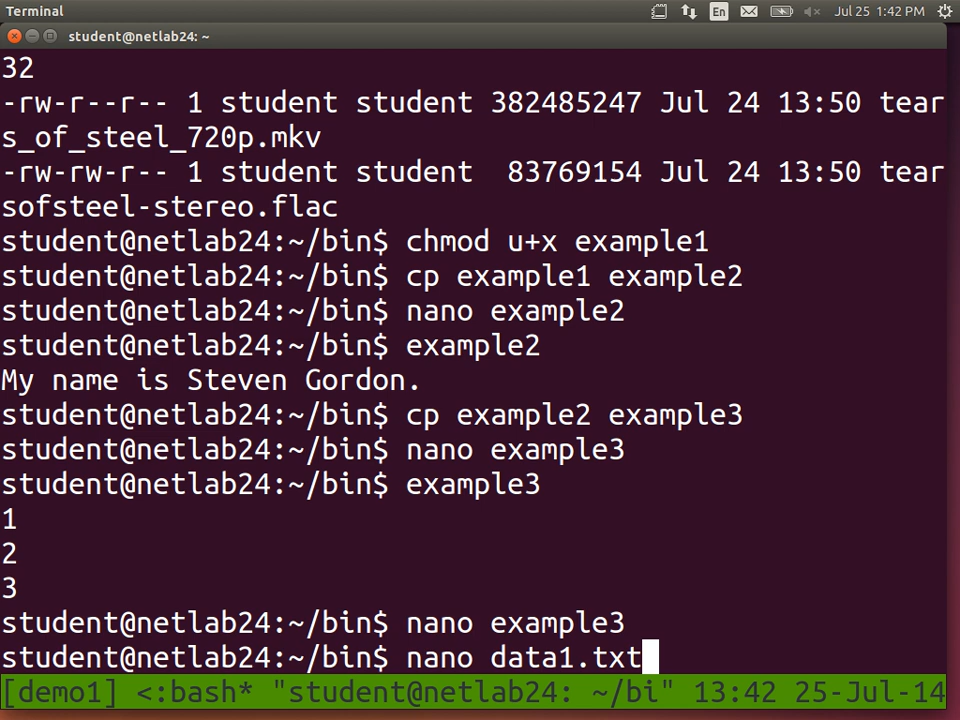 Terminal
En
Jul 25 1:42 PM
student@netlab24: ~
32
-rw-r--r-- 1 student student 382485247 Jul 24 13:50 tear
s_of_steel_720p.mkv
-rw-rw-r-- 1 student student  83769154 Jul 24 13:50 tear
sofsteel-stereo.flac
student@netlab24:~/bin$ chmod u+x example1
student@netlab24:~/bin$ cp example1 example2
student@netlab24:~/bin$ nano example2
student@netlab24:~/bin$ example2
My name is Steven Gordon.
student@netlab24:~/bin$ cp example2 example3
student@netlab24:~/bin$ nano example3
student@netlab24:~/bin$ example3
1
2
3
student@netlab24:~/bin$ nano example3
student@netlab24:~/bin$ nano data1.txt
[demo1] <:bash* "student@netlab24: ~/bi" 13:42 25-Jul-14